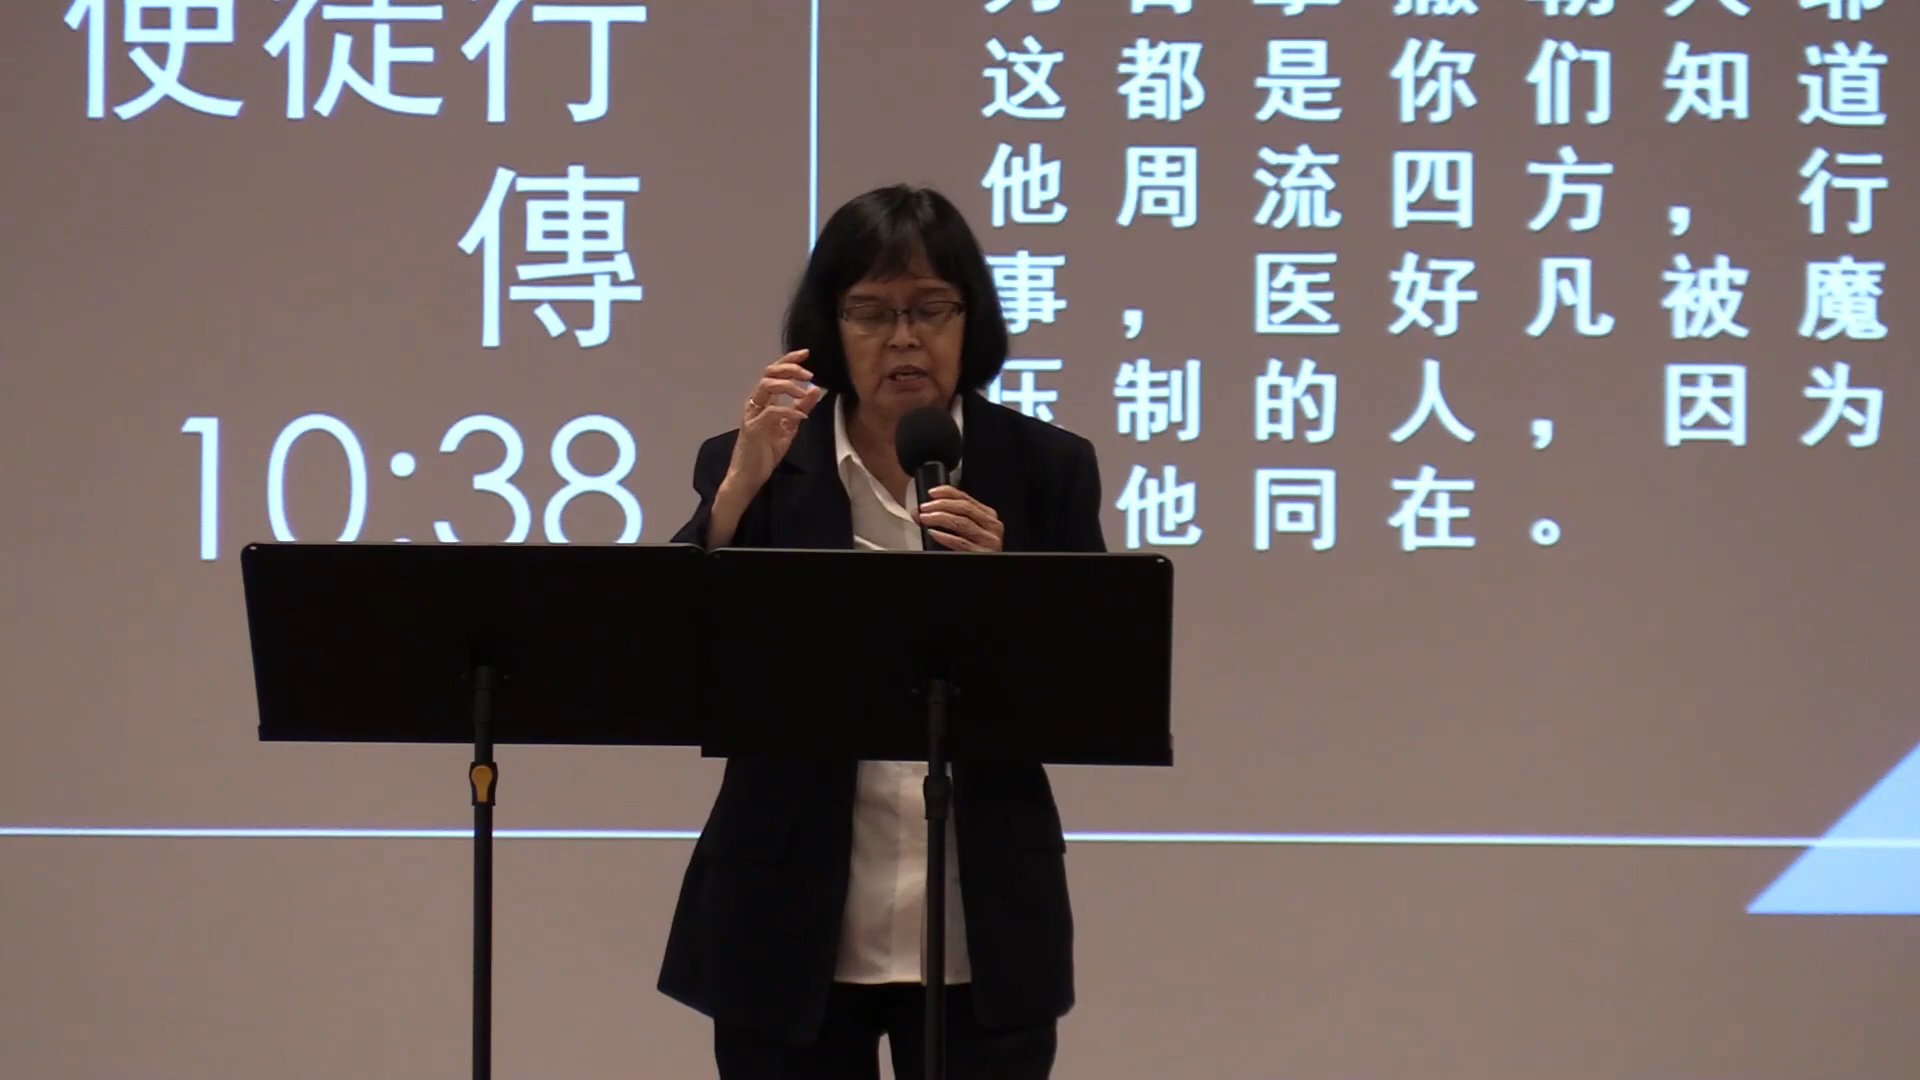 使徒行
傳
10:38
这都是你们知道
他周流四方，行
事，医好凡被魔
压制的人，因为
他同在。